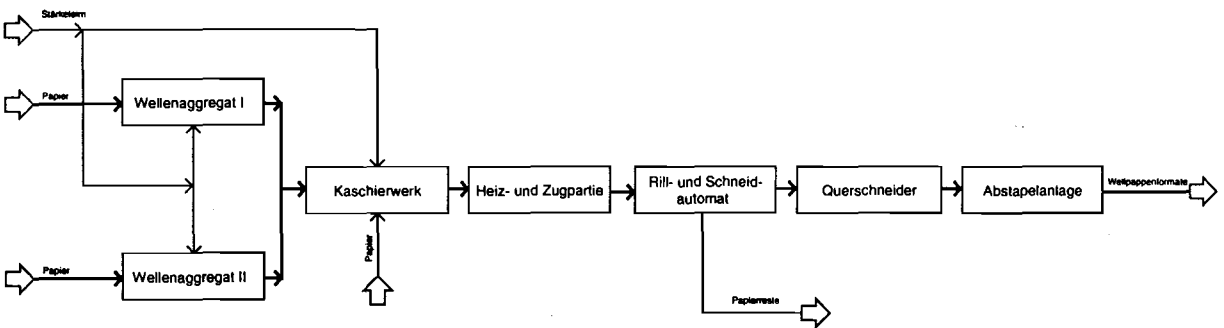 Stärkeleim
Papier
Wellenaggregat I
Kaschierwerk
Heiz- und Zugpartie
Rill- und Schneid-
automat
Querschneider
Abstapelanlage
Wellpappenformate
Papier
Papier
Wellenaggregat II
Papierreste